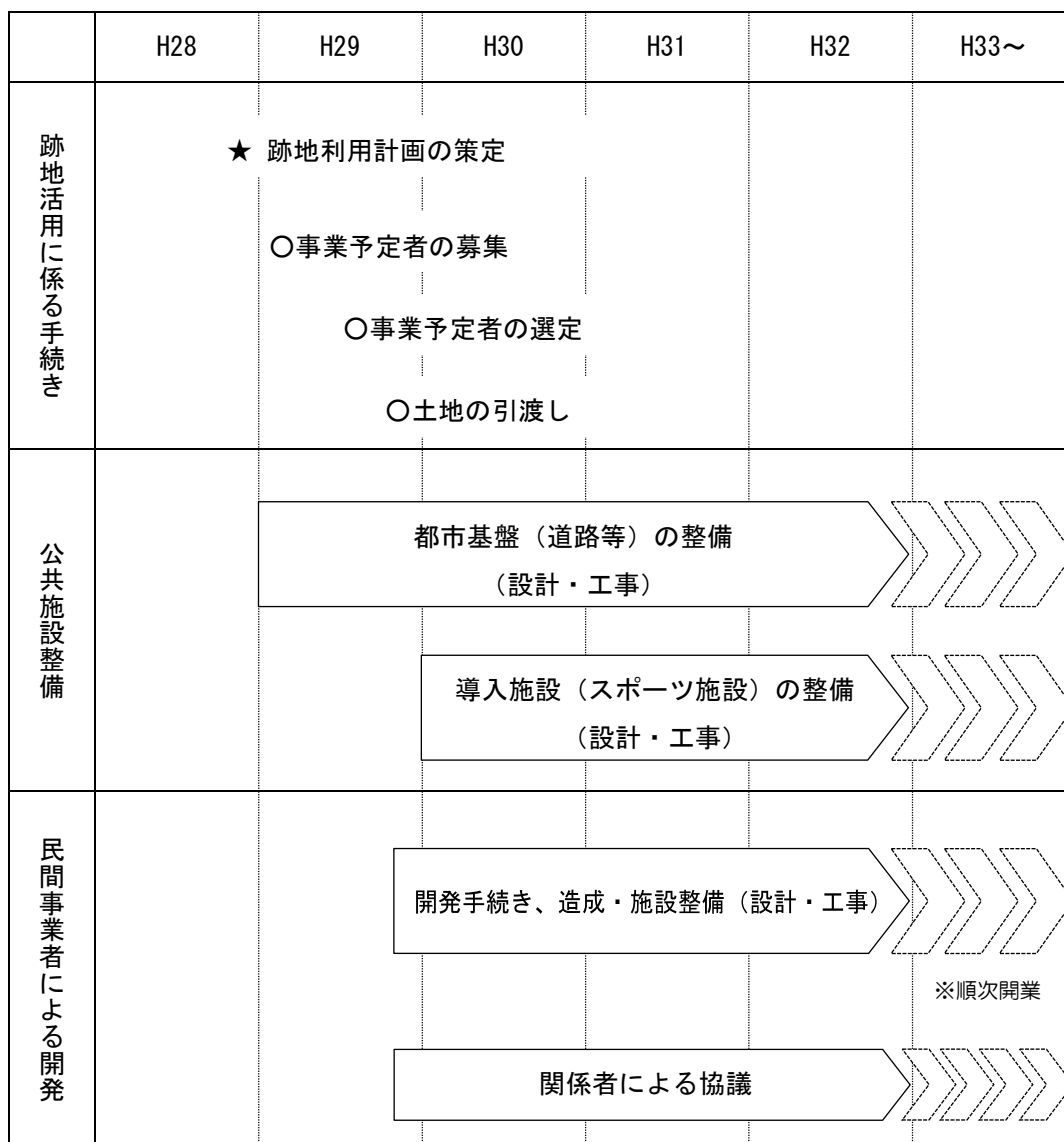 H28 H29 H30 H31 H32 H33～
跡地活用に係る手続き
★ 跡地利用計画の策定
○事業予定者の募集
○事業予定者の選定
○土地の引渡し
公共施設整備
都市基盤（道路等）の整備
（設計・工事）
導入施設（スポーツ施設）の整備
（設計・工事）
民間事業者による開発
開発手続き、造成・施設整備（設計・工事）
※順次開業
関係者による協議